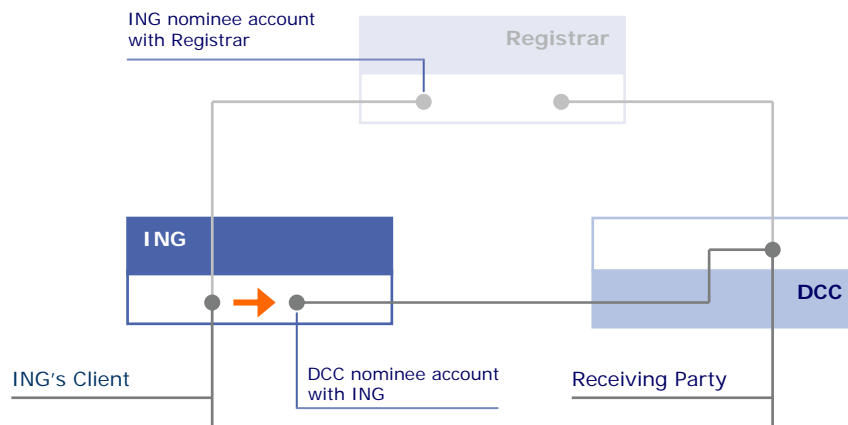 ING nominee account
with Registrar
Registrar
ING
DCC
ING's Client
DCC nominee account
with ING
Receiving Party